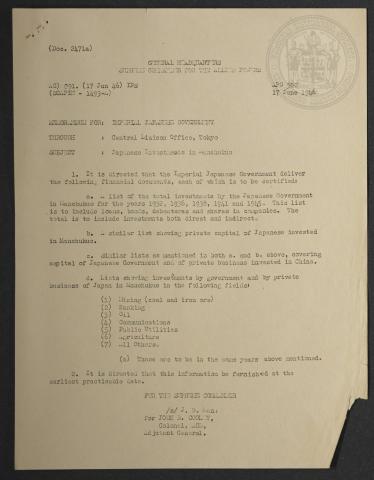 (Doc. 2471a)
GENERAL HEADQUARTERS
SUPREME COMMANDER FOR THE ALLIED POWERS
AG 091. (17 Jun 46)
APO 500
17 June 1946
MEMORANDUM FOR: IMPERIAL JAPANESE GOVERNMENT
THROUGH : Central Liaison Office, Tokyo
SUBJECT : Japanese Investments in Manchukuo
1. It is directed that the Imperial Japanese Government deliver
the following financial documents, each of which is to be certified:
a. A list of the total investments by the Japanese Government
in Manchukuo for the years 1932, 1936, 1938, 1941 and 1945. This list
is to include loans, bonds, debentures and shares in companies. The
total is to include investments both direct and indirect.
b. A similar list showing private capital of Japanese invested
in Manchukuo.
c. Similar lists as mentioned in both a. and b. above, covering
capital of Japanese Government and of private business invested in China.
d. Lists showing investments by government and by private
business of Japan in Manchukuo in the following fields:
(1) Mining (coal and iron ore)
(2) Banking
(3) Oil
(4) Communications
(5) Public Utilities
(6) Agriculture
(7) All Others.
(a) These are to be in the same years above mentioned.
2. It is directed that this information be furnished at the
earliest practicable date.
FOR THE SUPREME COMMANDER
/s/ J. B.
for JOHN B. COOLEY,
Colonel, AGD,
Adjutant General.